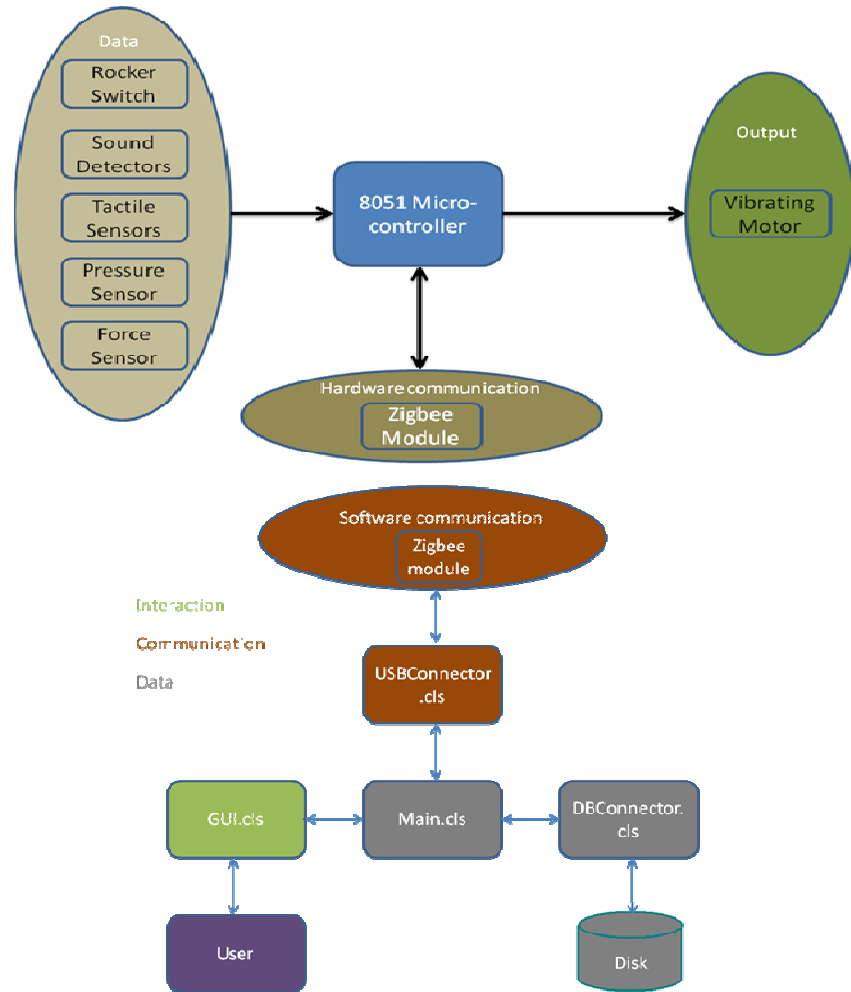 Data
Rocker
Switch
Sound
Detectors
Tactile
Sensors
Pressure
Sensor
Force
Sensor
8051 Micro-
controller
Output
Vibrating
Motor
Hardware communication
Zigbee
Module
Software communication
Zigbee
module
Interaction
Communication
Data
USBConnector
.cls
GUI.cls
Main.cls
DBConnector.
cls
User
Disk